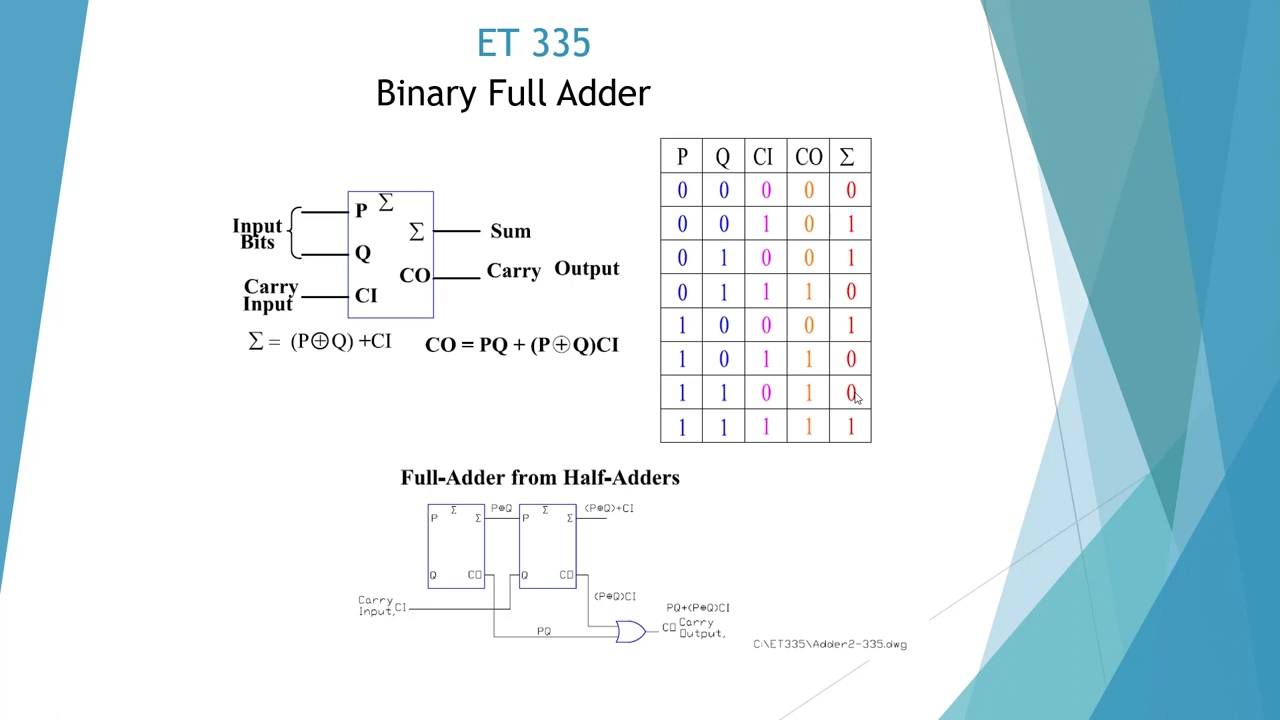 ET 335
Binary Full Adder
Input
Bits
Carry
Input
P
Q
CI
Σ
Σ
CO
Sum
Carry Output
Σ = (P⊕Q) +CI
CO = PQ + (P⊕Q)CI
P Q CI CO Σ
0 0 0 0 0
0 0 1 0 1
0 1 0 0 1
0 1 1 1 0
1 0 0 0 1
1 0 1 1 0
1 1 0 1 0
1 1 1 1 1
Full-Adder from Half-Adders
P Σ Σ
Q CO
P⊕Q
P Σ Σ
Q CO
(P⊕Q)+CI
Carry
Input, CI
(P⊕Q)CI
PQ
PQ+(P⊕Q)CI
CO Carry
Output,
C:\ET335\Adder2-335.dwg